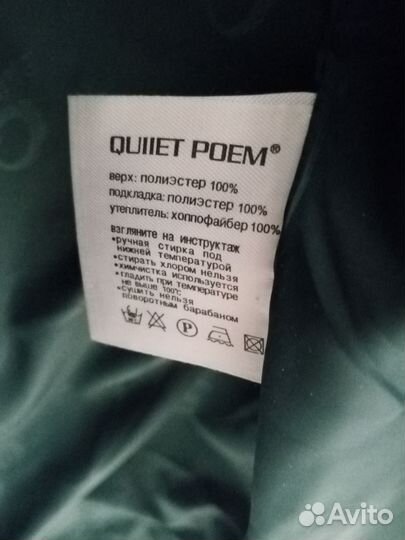 QUIIET POEM®
верх: полиэстер 100%
подкладка: полиэстер 100%
утеплитель: холпофайбер 100%
взгляните на инструктаж
•ручная стирка под
нижней температурой
•стирать хлором нельзя
•химчистка используется
•гладить при температуре
не выше 100℃
•сушить нельзя
поворотным барабаном
P
Avito